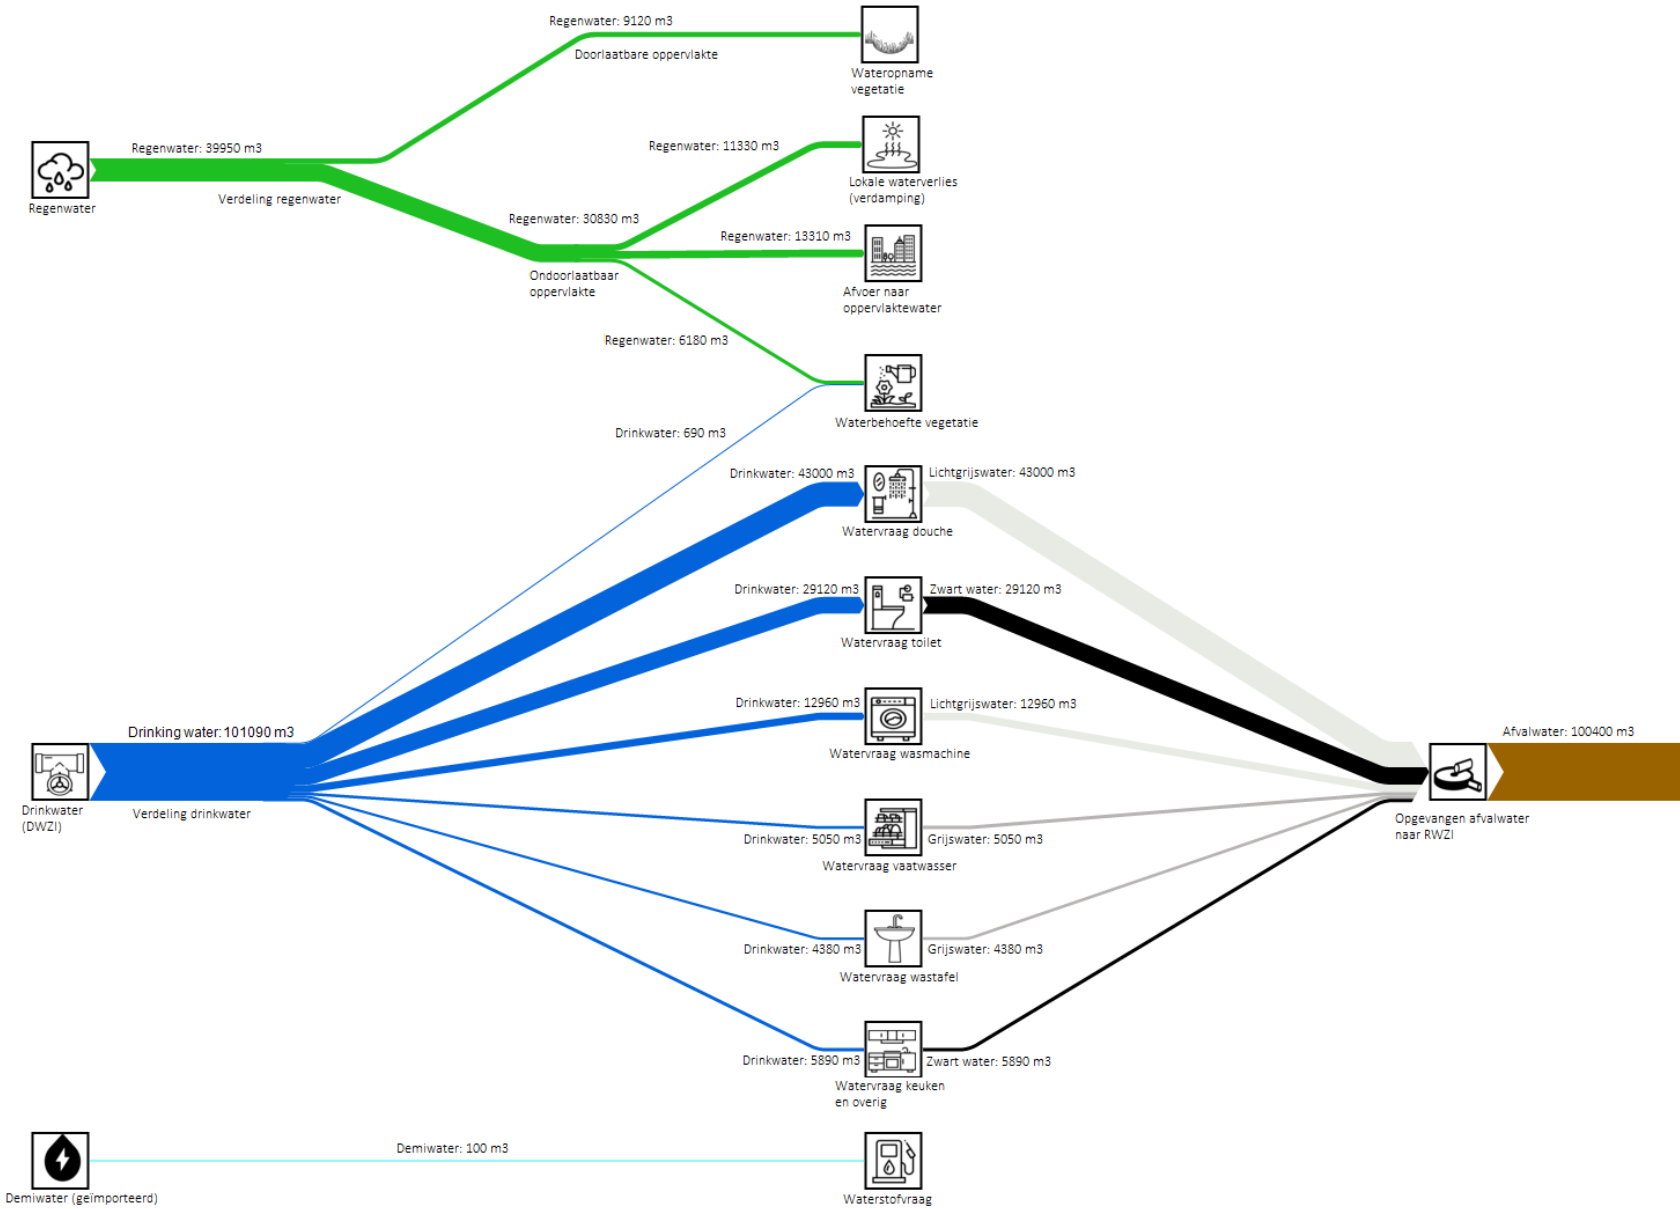 Regenwater: 9120 m3
Doorlaatbare oppervlakte
Wateropname
vegetatie
Regenwater: 39950 m3
Regenwater
Verdeling regenwater
Regenwater: 11330 m3
Lokale waterverlies
(verdamping)
Regenwater: 30830 m3
Ondoorlaatbaar
oppervlakte
Regenwater: 13310 m3
Afvoer naar
oppervlaktewater
Regenwater: 6180 m3
Waterbehoefte vegetatie
Drinkwater: 690 m3
Drinkwater: 43000 m3
Lichtgrijswater: 43000 m3
Watervraag douche
Drinkwater: 29120 m3
Zwart water: 29120 m3
Watervraag toilet
Drinkwater: 12960 m3
Lichtgrijswater: 12960 m3
Watervraag wasmachine
Drinking water: 101090 m3
Drinkwater
(DWZI)
Verdeling drinkwater
Afvalwater: 100400 m3
Opgevangen afvalwater
naar RWZI
Drinkwater: 5050 m3
Grijswater: 5050 m3
Watervraag vaatwasser
Drinkwater: 4380 m3
Grijswater: 4380 m3
Watervraag wastafel
Drinkwater: 5890 m3
Zwart water: 5890 m3
Watervraag keuken
en overig
Demiwater: 100 m3
Demiwater (geïmporteerd)
Waterstofvraag